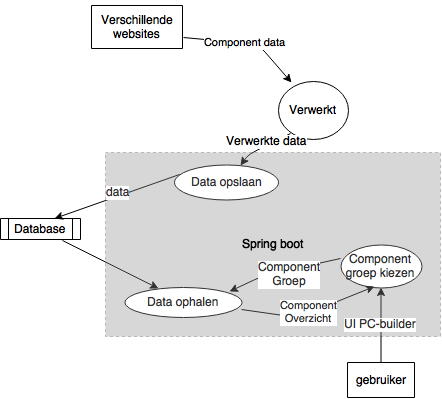 Verschillende
websites
Component data
Verwerkt
Verwerkte data
Data opslaan
data
Database
Spring boot
Component
groep kiezen
Component
Groep
Data ophalen
Component
Overzicht
UI PC-builder
gebruiker